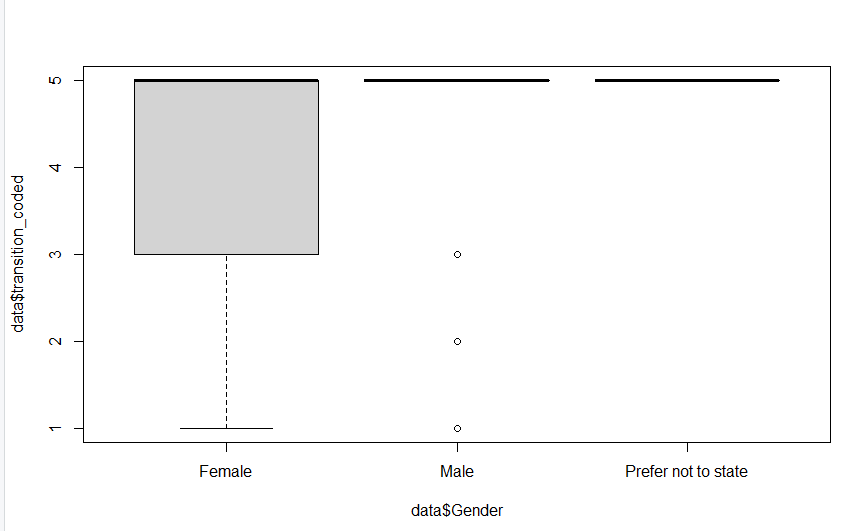 data$transition_coded
5
4
3
2
1
Female Male Prefer not to state
data$Gender